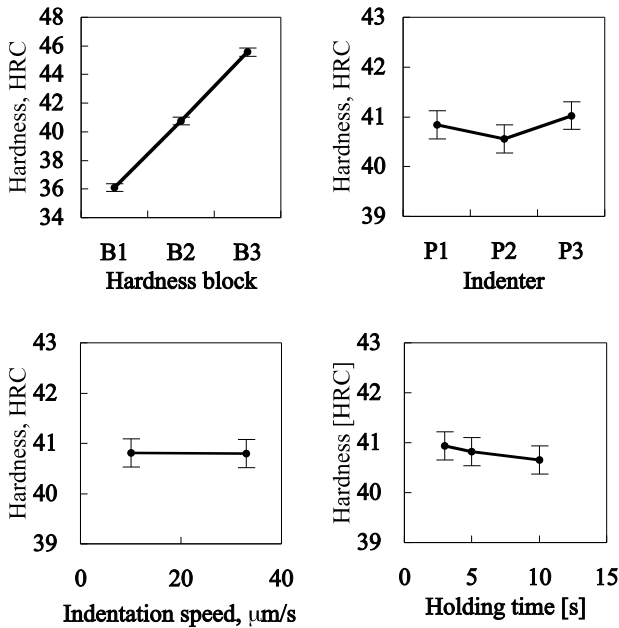 48
46
44
42
40
38
36
34
Hardness, HRC
B1 B2 B3
Hardness block
43
42
41
40
39
Hardness, HRC
P1 P2 P3
Indenter
43
42
41
40
39
Hardness, HRC
0 20 40
Indentation speed, μm/s
43
42
41
40
39
Hardness [HRC]
0 5 10 15
Holding time [s]